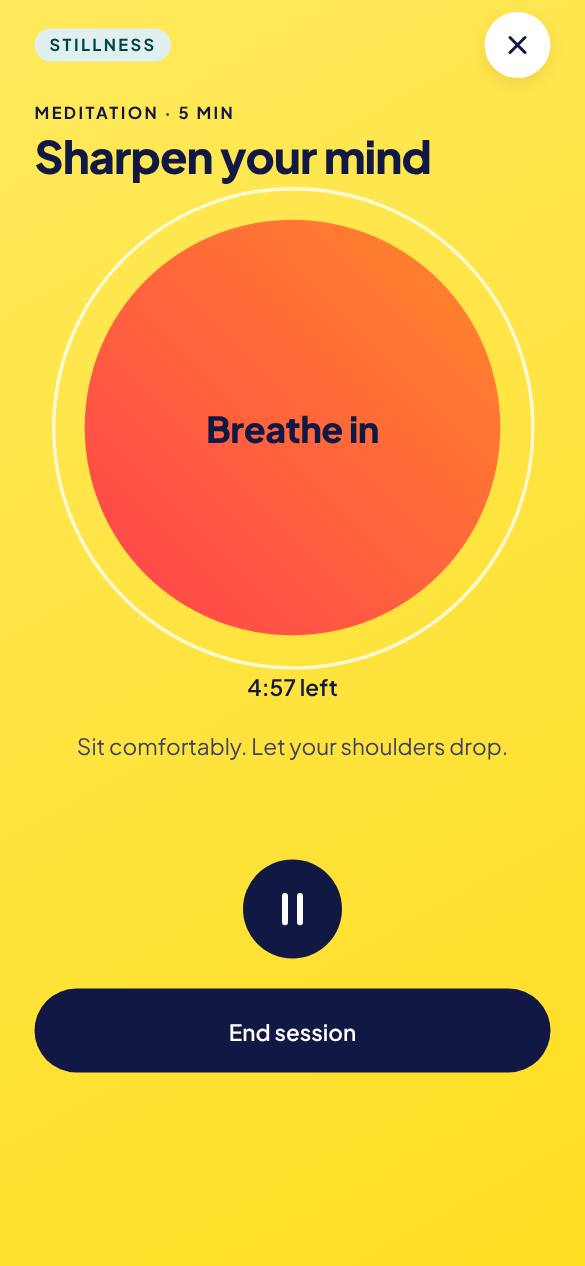 STILLNESS
MEDITATION · 5 MIN
Sharpen your mind
Breathe in
4:57 left
Sit comfortably. Let your shoulders drop.
End session